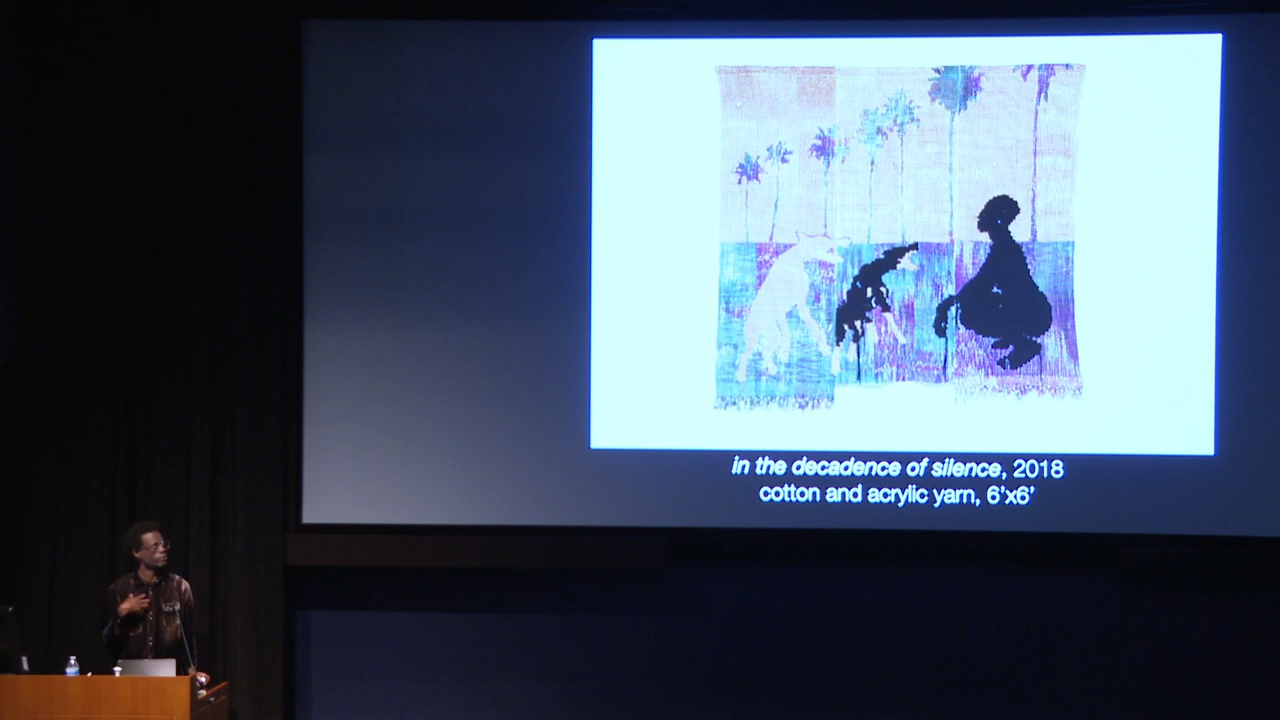 in the decadence of silence, 2018
cotton and acrylic yarn, 6’x6’